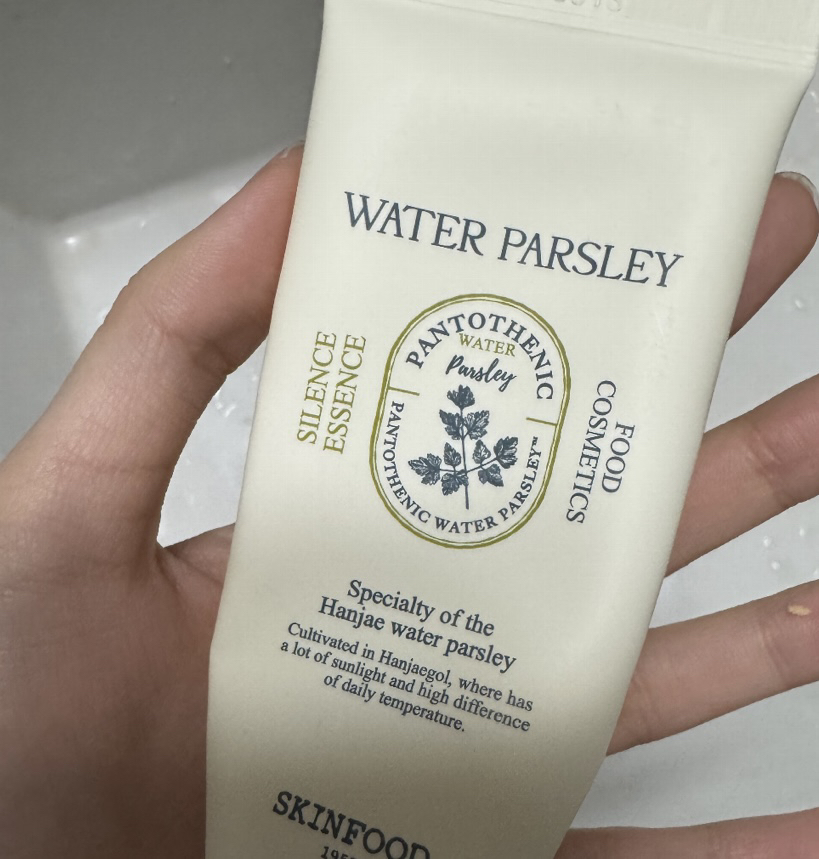 WATER PARSLEY
PANTOTHENIC
WATER
Parsley
PANTOTHENIC WATER PARSLEY™
SILENCE
ESSENCE
FOOD
COSMETICS
Specialty of the
Hanjae water parsley
Cultivated in Hanjaegol, where has
a lot of sunlight and high difference
of daily temperature.
SKINFOOD